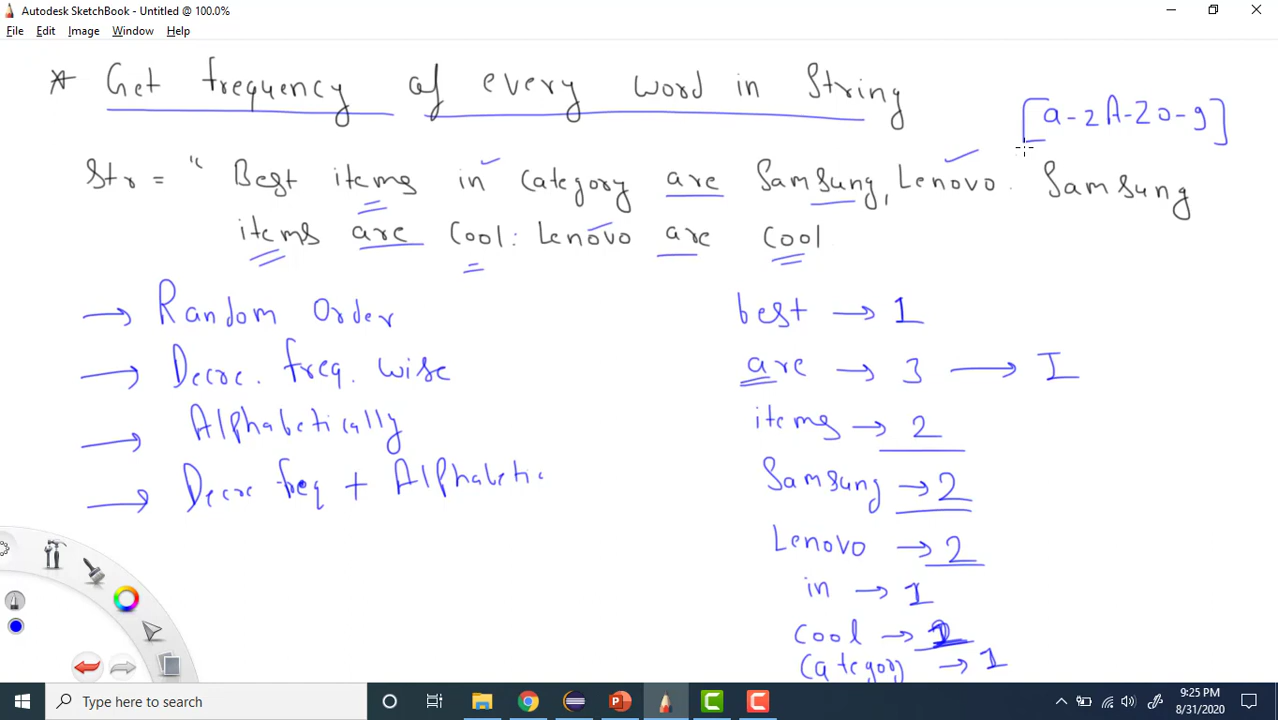 Autodesk SketchBook - Untitled @ 100.0%
File Edit Image Window Help
* Get frequency of every word in String
[a-zA-Z0-9]
Str = " Best items in category are Samsung, Lenovo. Samsung
items are cool: Lenovo are cool
→ Random Order
→ Decre. freq. wise
→ Alphabetically
→ Decre freq + Alphabetic
best → 1
are → 3 → I
items → 2
Samsung → 2
Lenovo → 2
in → 1
cool →
Category → 1
Type here to search
9:25 PM
8/31/2020